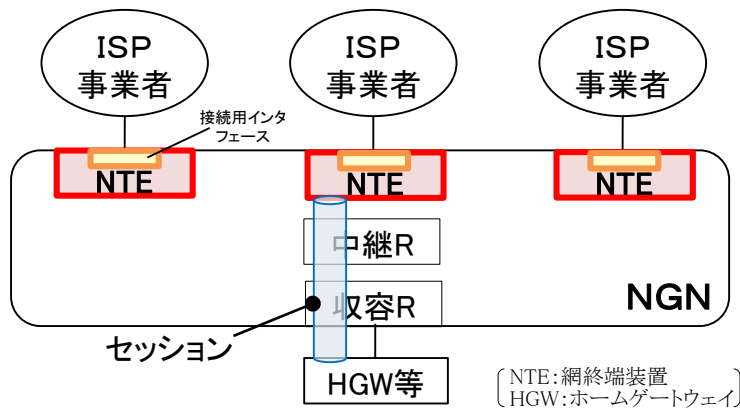 ISP
事業者
ISP
事業者
ISP
事業者
接続用インタ
フェース
NTE
NTE
NTE
中継R
収容R
NGN
セッション
HGW等
NTE:網終端装置
HGW:ホームゲートウェイ